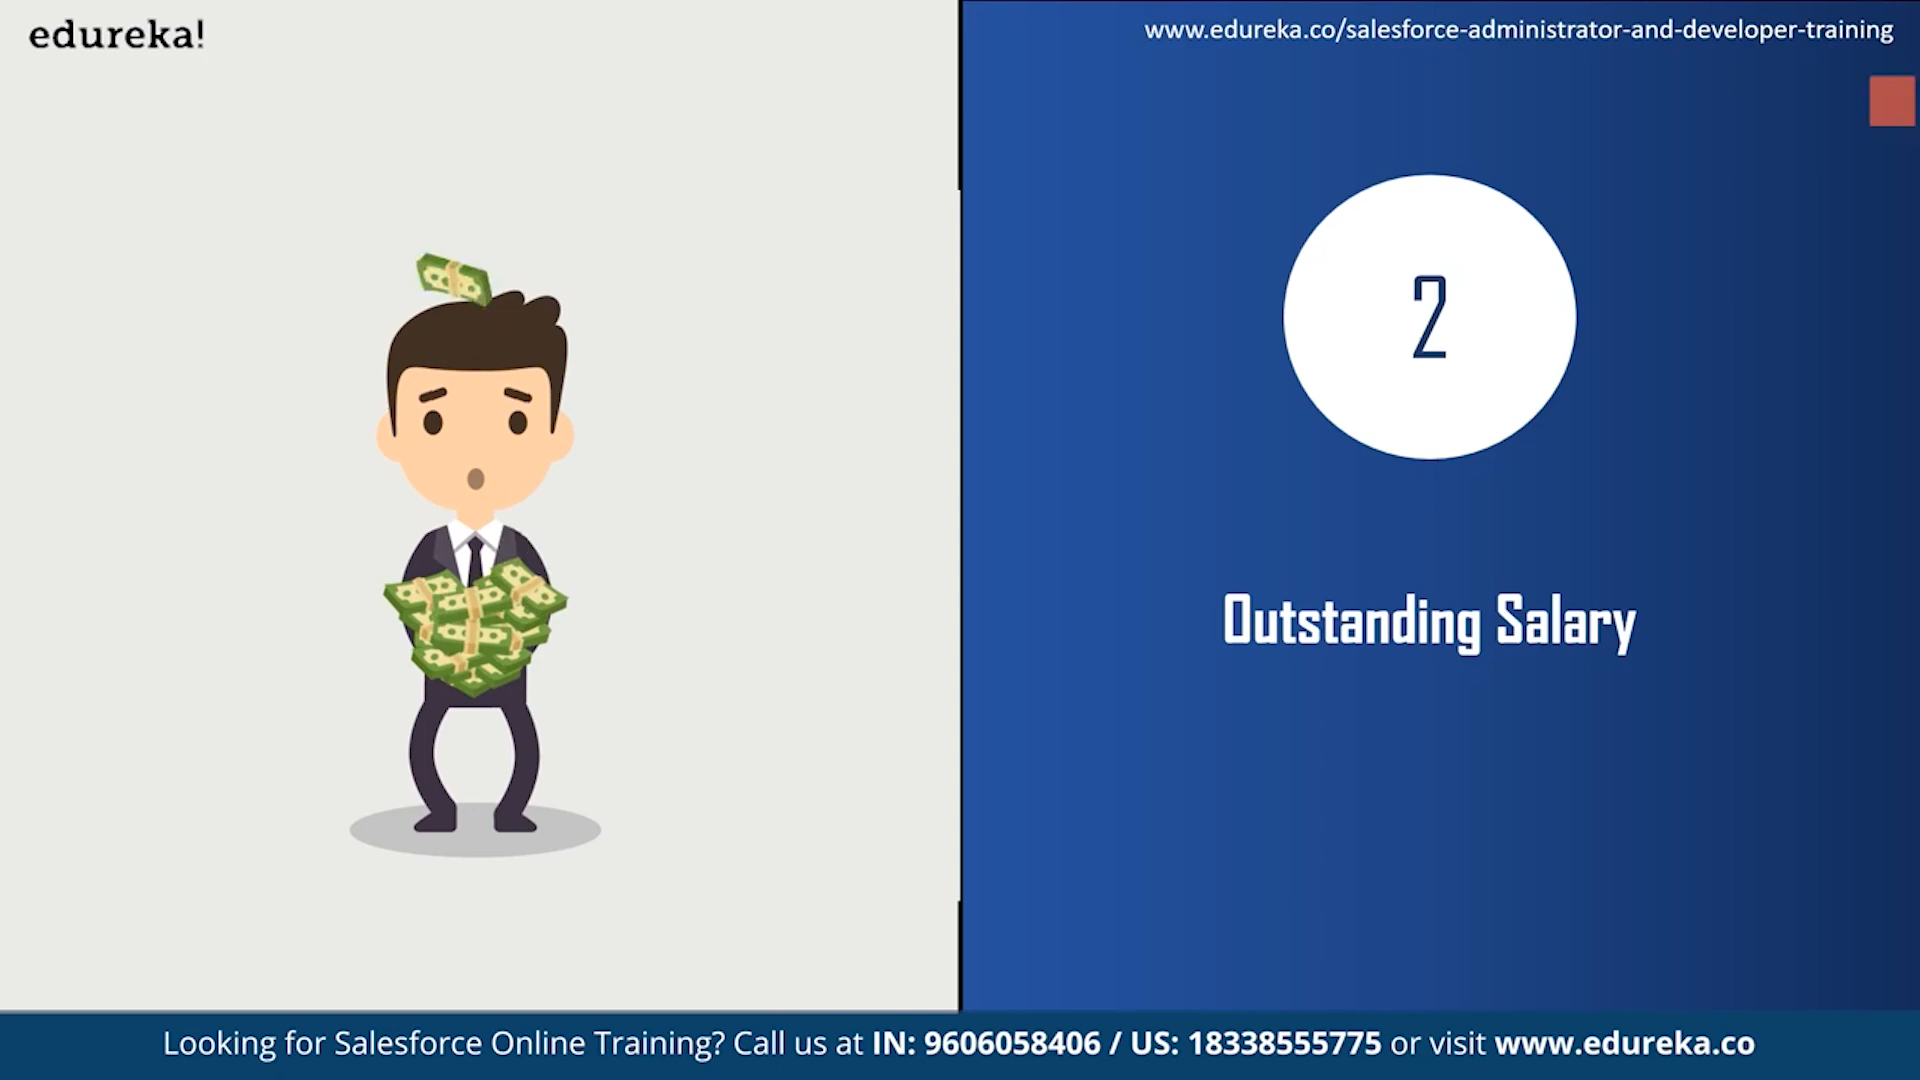 edureka!
www.edureka.co/salesforce-administrator-and-developer-training
2
Outstanding Salary
Looking for Salesforce Online Training? Call us at IN: 9606058406 / US: 18338555775 or visit www.edureka.co